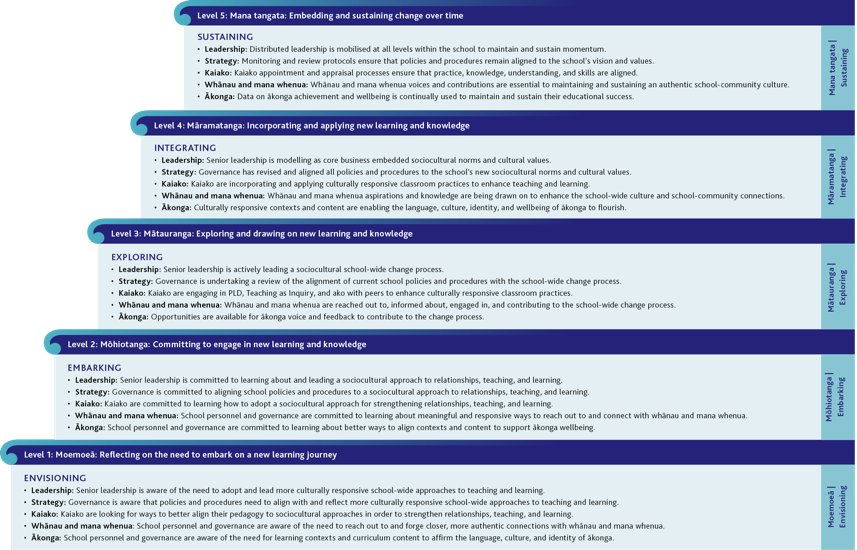 Level 5: Mana tangata: Embedding and sustaining change over time
SUSTAINING
• Leadership: Distributed leadership is mobilised at all levels within the school to maintain and sustain momentum.
• Strategy: Monitoring and review protocols ensure that policies and procedures remain aligned to the school's vision and values.
• Kaiako: Kaiako appointment and appraisal processes ensure that practice, knowledge, understanding, and skills are aligned.
• Whānau and mana whenua: Whānau and mana whenua voices and contributions are essential to maintaining and sustaining an authentic school-community culture.
• Ākonga: Data on ākonga achievement and wellbeing is continually used to maintain and sustain their educational success.
Mana tangata |
Sustaining
Level 4: Māramatanga: Incorporating and applying new learning and knowledge
INTEGRATING
• Leadership: Senior leadership is modelling as core business embedded sociocultural norms and cultural values.
• Strategy: Governance has revised and aligned all policies and procedures to the school's new sociocultural norms and cultural values.
• Kaiako: Kaiako are incorporating and applying culturally responsive classroom practices to enhance teaching and learning.
• Whānau and mana whenua: Whānau and mana whenua aspirations and knowledge are being drawn on to enhance the school-wide culture and school-community connections.
• Ākonga: Culturally responsive contexts and content are enabling the language, culture, identity, and wellbeing of ākonga to flourish.
Māramatanga |
Integrating
Level 3: Mātauranga: Exploring and drawing on new learning and knowledge
EXPLORING
• Leadership: Senior leadership is actively leading a sociocultural school-wide change process.
• Strategy: Governance is undertaking a review of the alignment of current school policies and procedures with the school-wide change process.
• Kaiako: Kaiako are engaging in PLD, Teaching as Inquiry, and ako with peers to enhance culturally responsive classroom practices.
• Whānau and mana whenua: Whānau and mana whenua are reached out to, informed about, engaged in, and contributing to the school-wide change process.
• Ākonga: Opportunities are available for ākonga voice and feedback to contribute to the change process.
Mātauranga |
Exploring
Level 2: Mōhiotanga: Committing to engage in new learning and knowledge
EMBARKING
• Leadership: Senior leadership is committed to learning about and leading a sociocultural approach to relationships, teaching, and learning.
• Strategy: Governance is committed to aligning school policies and procedures to a sociocultural approach to relationships, teaching, and learning.
• Kaiako: Kaiako are committed to learning how to adopt a sociocultural approach for strengthening relationships, teaching, and learning.
• Whānau and mana whenua: School personnel and governance are committed to learning about meaningful and responsive ways to reach out to and connect with whānau and mana whenua.
• Ākonga: School personnel and governance are committed to learning about better ways to align contexts and content to support ākonga wellbeing.
Mōhiotanga |
Embarking
Level 1: Moemoeā: Reflecting on the need to embark on a new learning journey
ENVISIONING
• Leadership: Senior leadership is aware of the need to adopt and lead more culturally responsive school-wide approaches to teaching and learning.
• Strategy: Governance is aware that policies and procedures need to align with and reflect more culturally responsive school-wide approaches to teaching and learning.
• Kaiako: Kaiako are looking for ways to better align their pedagogy to sociocultural approaches in order to strengthen relationships, teaching, and learning.
• Whānau and mana whenua: School personnel and governance are aware of the need to reach out to and forge closer, more authentic connections with whānau and mana whenua.
• Ākonga: School personnel and governance are aware of the need for learning contexts and curriculum content to affirm the language, culture, and identity of ākonga.
Moemoeā |
Envisioning